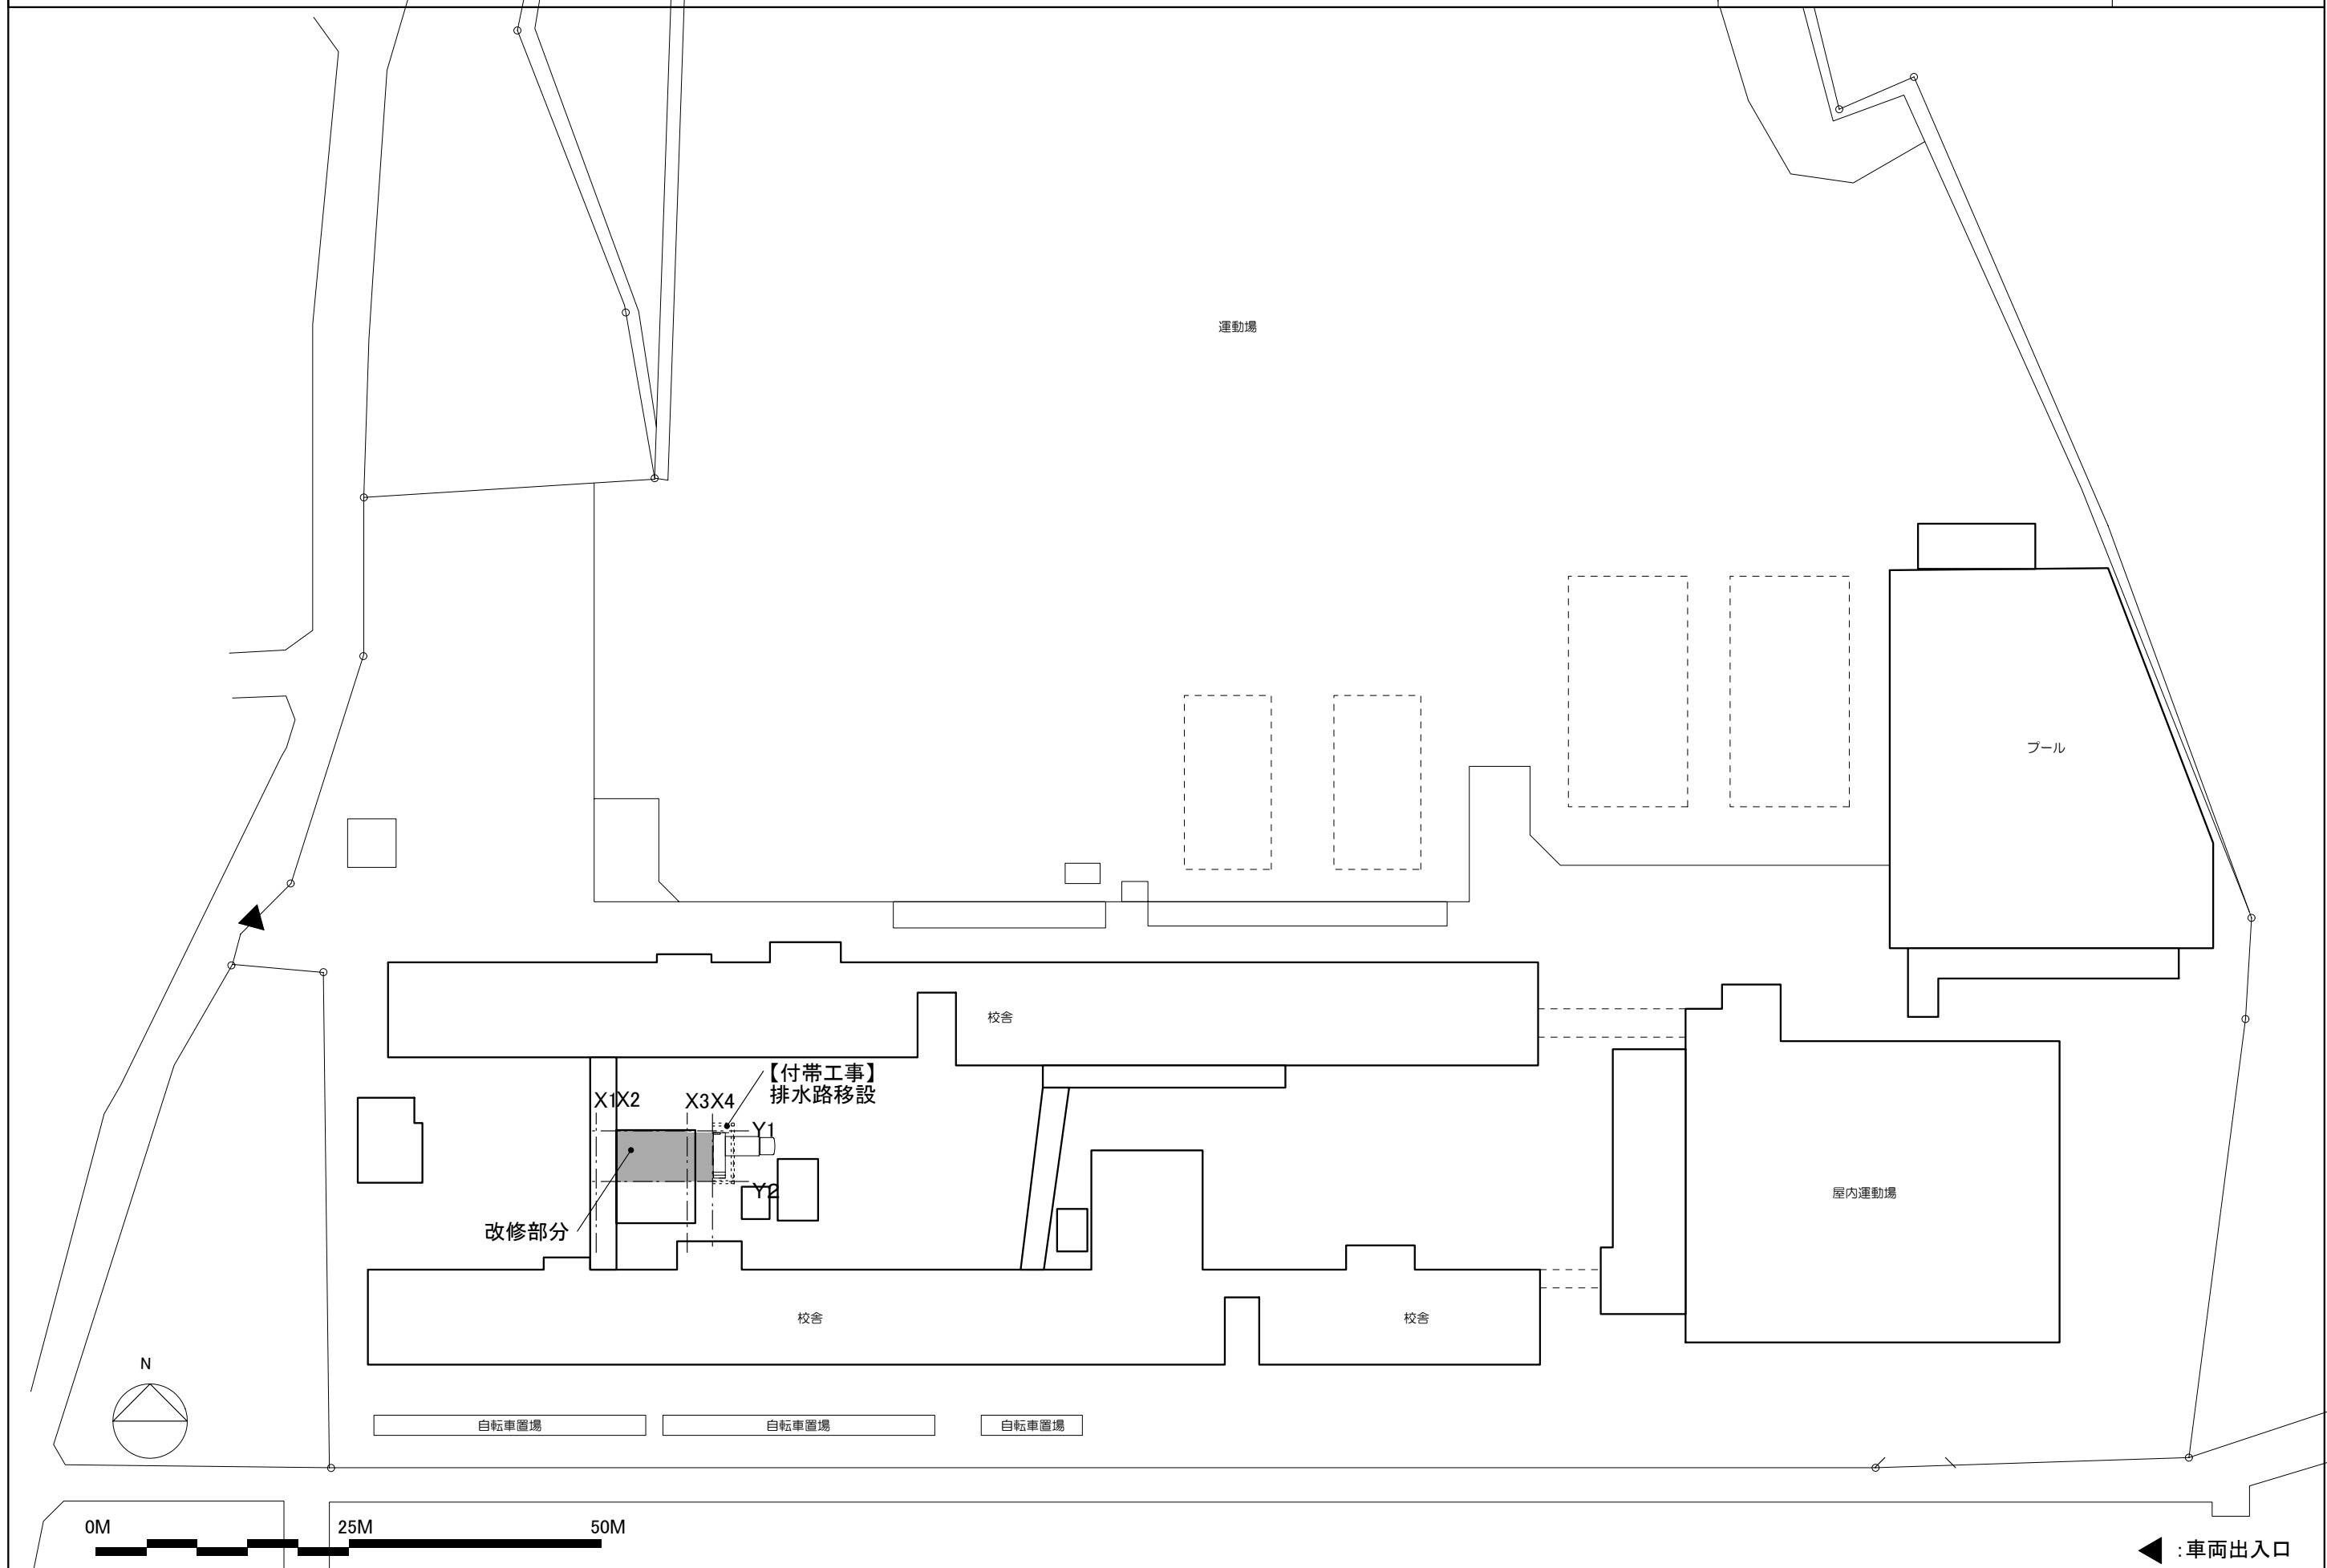 運動場
プール
校舎
【付帯工事】
排水路移設
X1X2
X3X4
Y1
Y2
改修部分
屋内運動場
校舎
校舎
N
自転車置場
自転車置場
自転車置場
0M
25M
50M
:車両出入口